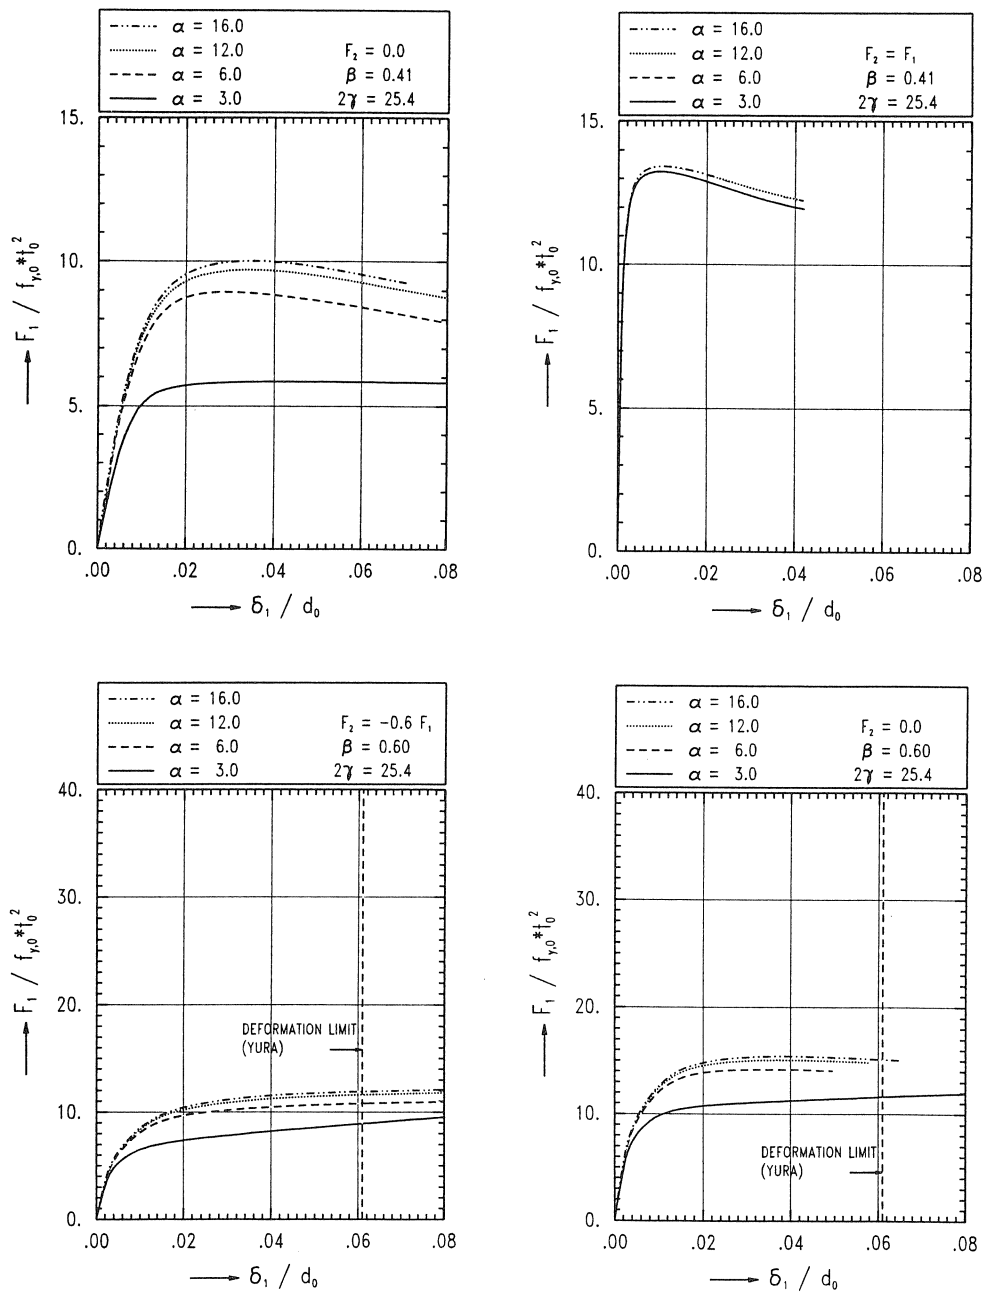 α = 16.0
α = 12.0 F₂ = 0.0
α = 6.0 β = 0.41
α = 3.0 2γ = 25.4
15.
10.
5.
0.
F₁ / f_y,0*t₀²
.00 .02 .04 .06 .08
δ₁ / d₀
α = 16.0
α = 12.0 F₂ = F₁
α = 6.0 β = 0.41
α = 3.0 2γ = 25.4
15.
10.
5.
0.
F₁ / f_y,0*t₀²
.00 .02 .04 .06 .08
δ₁ / d₀
α = 16.0
α = 12.0 F₂ = -0.6 F₁
α = 6.0 β = 0.60
α = 3.0 2γ = 25.4
40.
30.
20.
10.
0.
F₁ / f_y,0*t₀²
DEFORMATION LIMIT
(YURA)
.00 .02 .04 .06 .08
δ₁ / d₀
α = 16.0
α = 12.0 F₂ = 0.0
α = 6.0 β = 0.60
α = 3.0 2γ = 25.4
40.
30.
20.
10.
0.
F₁ / f_y,0*t₀²
DEFORMATION LIMIT
(YURA)
.00 .02 .04 .06 .08
δ₁ / d₀